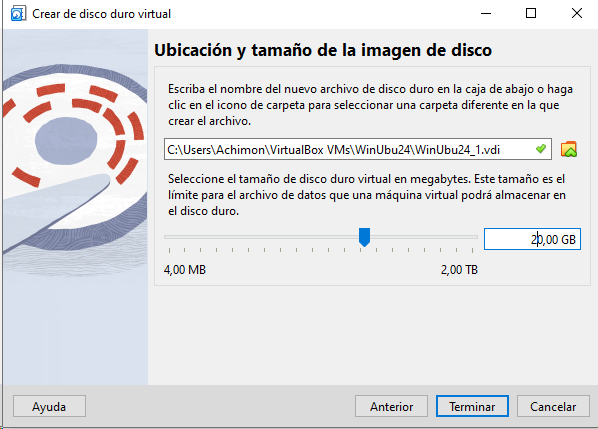 Crear de disco duro virtual
Ubicación y tamaño de la imagen de disco
Escriba el nombre del nuevo archivo de disco duro en la caja de abajo o haga
clic en el icono de carpeta para seleccionar una carpeta diferente en la que
crear el archivo.
C:\Users\Achimon\VirtualBox VMs\WinUbu24\WinUbu24_1.vdi
Seleccione el tamaño de disco duro virtual en megabytes. Este tamaño es el
límite para el archivo de datos que una máquina virtual podrá almacenar en
el disco duro.
20,00 GB
4,00 MB 2,00 TB
Ayuda Anterior Terminar Cancelar